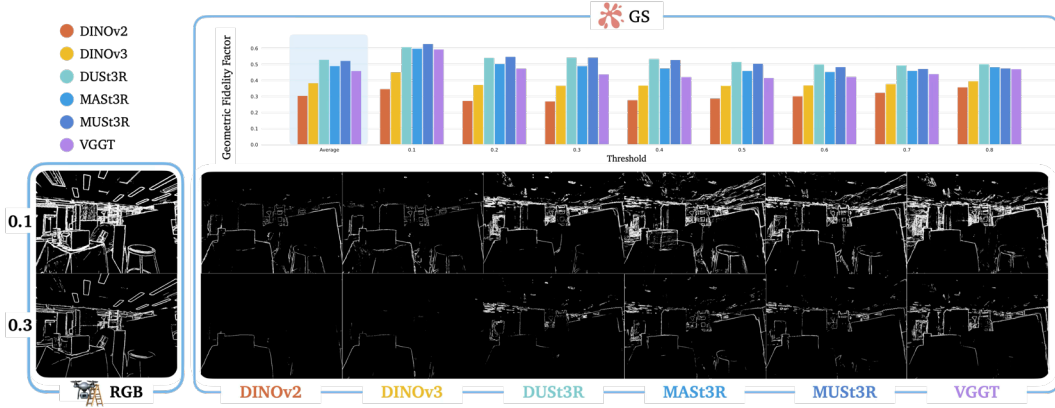 GS
DINOv2
DINOv3
DUSt3R
MASt3R
MUSt3R
VGGT
Geometric Fidelity Factor
0.6
0.5
0.4
0.3
0.2
0.1
0.0
Average 0.1 0.2 0.3 0.4 0.5 0.6 0.7 0.8
Threshold
0.1
0.3
RGB
DINOv2 DINOv3 DUSt3R MASt3R MUSt3R VGGT